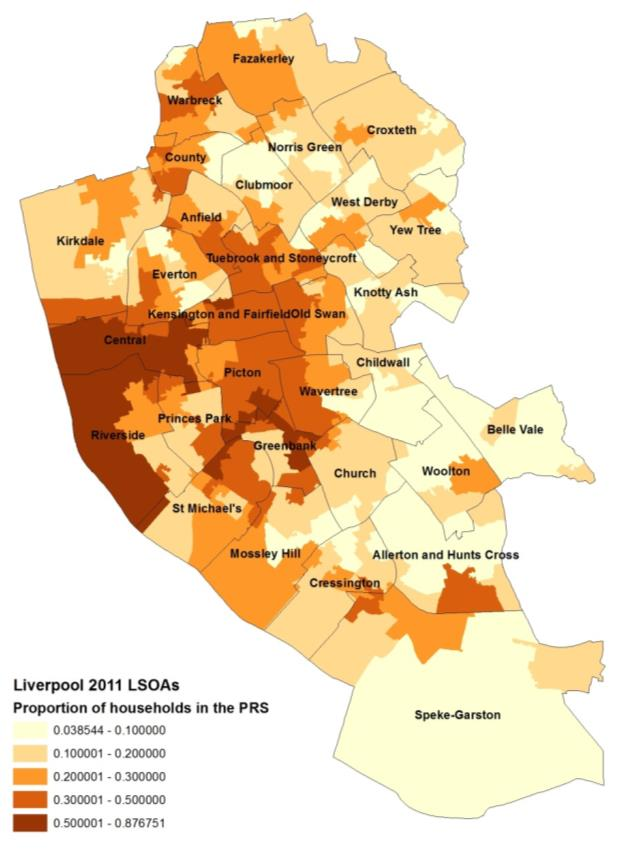 Fazakerley
Warbreck
Croxteth
County
Norris Green
Clubmoor
West Derby
Anfield
Yew Tree
Kirkdale
Tuebrook and Stoneycroft
Everton
Knotty Ash
Kensington and Fairfield
Old Swan
Central
Childwall
Picton
Wavertree
Princes Park
Belle Vale
Riverside
Greenbank
Church
Woolton
St Michael's
Mossley Hill
Allerton and Hunts Cross
Cressington
Speke-Garston
Liverpool 2011 LSOAs
Proportion of households in the PRS
0.038544 - 0.100000
0.100001 - 0.200000
0.200001 - 0.300000
0.300001 - 0.500000
0.500001 - 0.876751